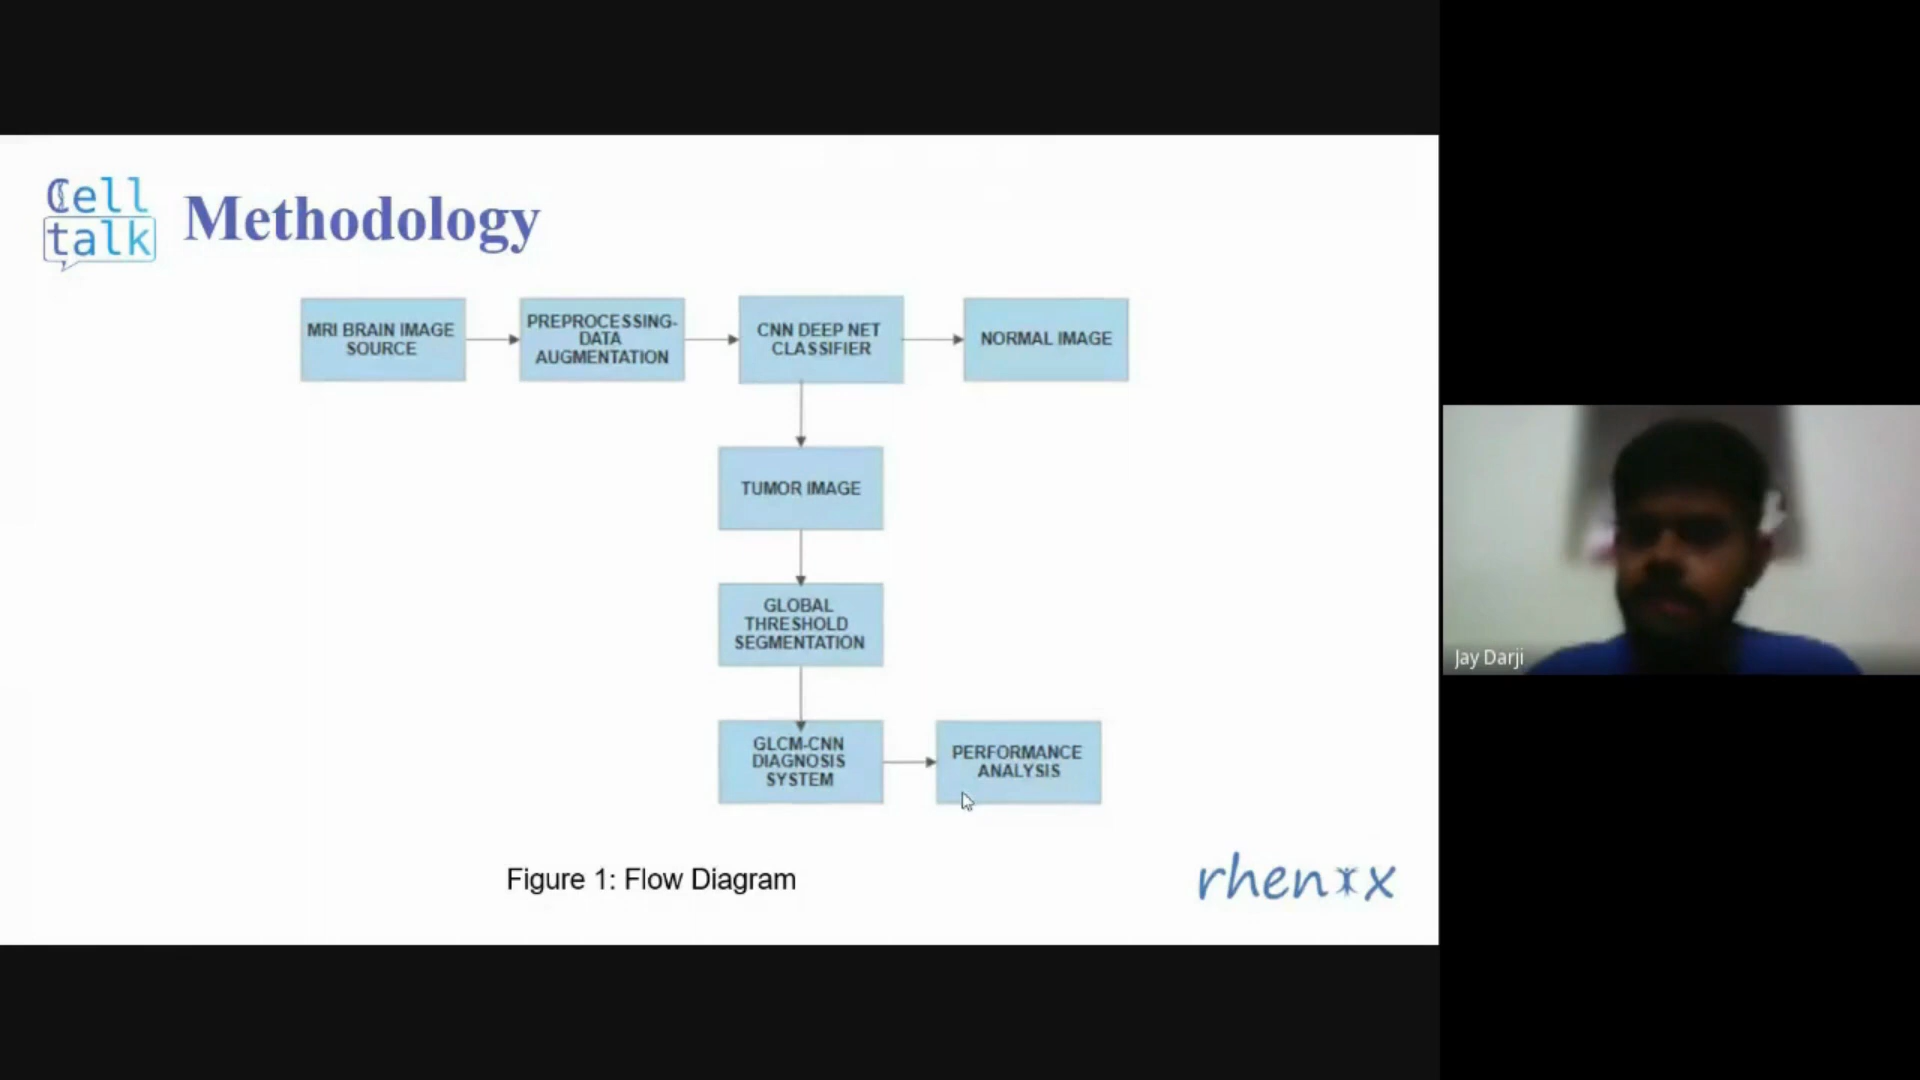 Cell
talk
Methodology
MRI BRAIN IMAGE
SOURCE
PREPROCESSING-
DATA
AUGMENTATION
CNN DEEP NET
CLASSIFIER
NORMAL IMAGE
TUMOR IMAGE
GLOBAL
THRESHOLD
SEGMENTATION
GLCM-CNN
DIAGNOSIS
SYSTEM
PERFORMANCE
ANALYSIS
Figure 1: Flow Diagram
rhenix
Jay Darji